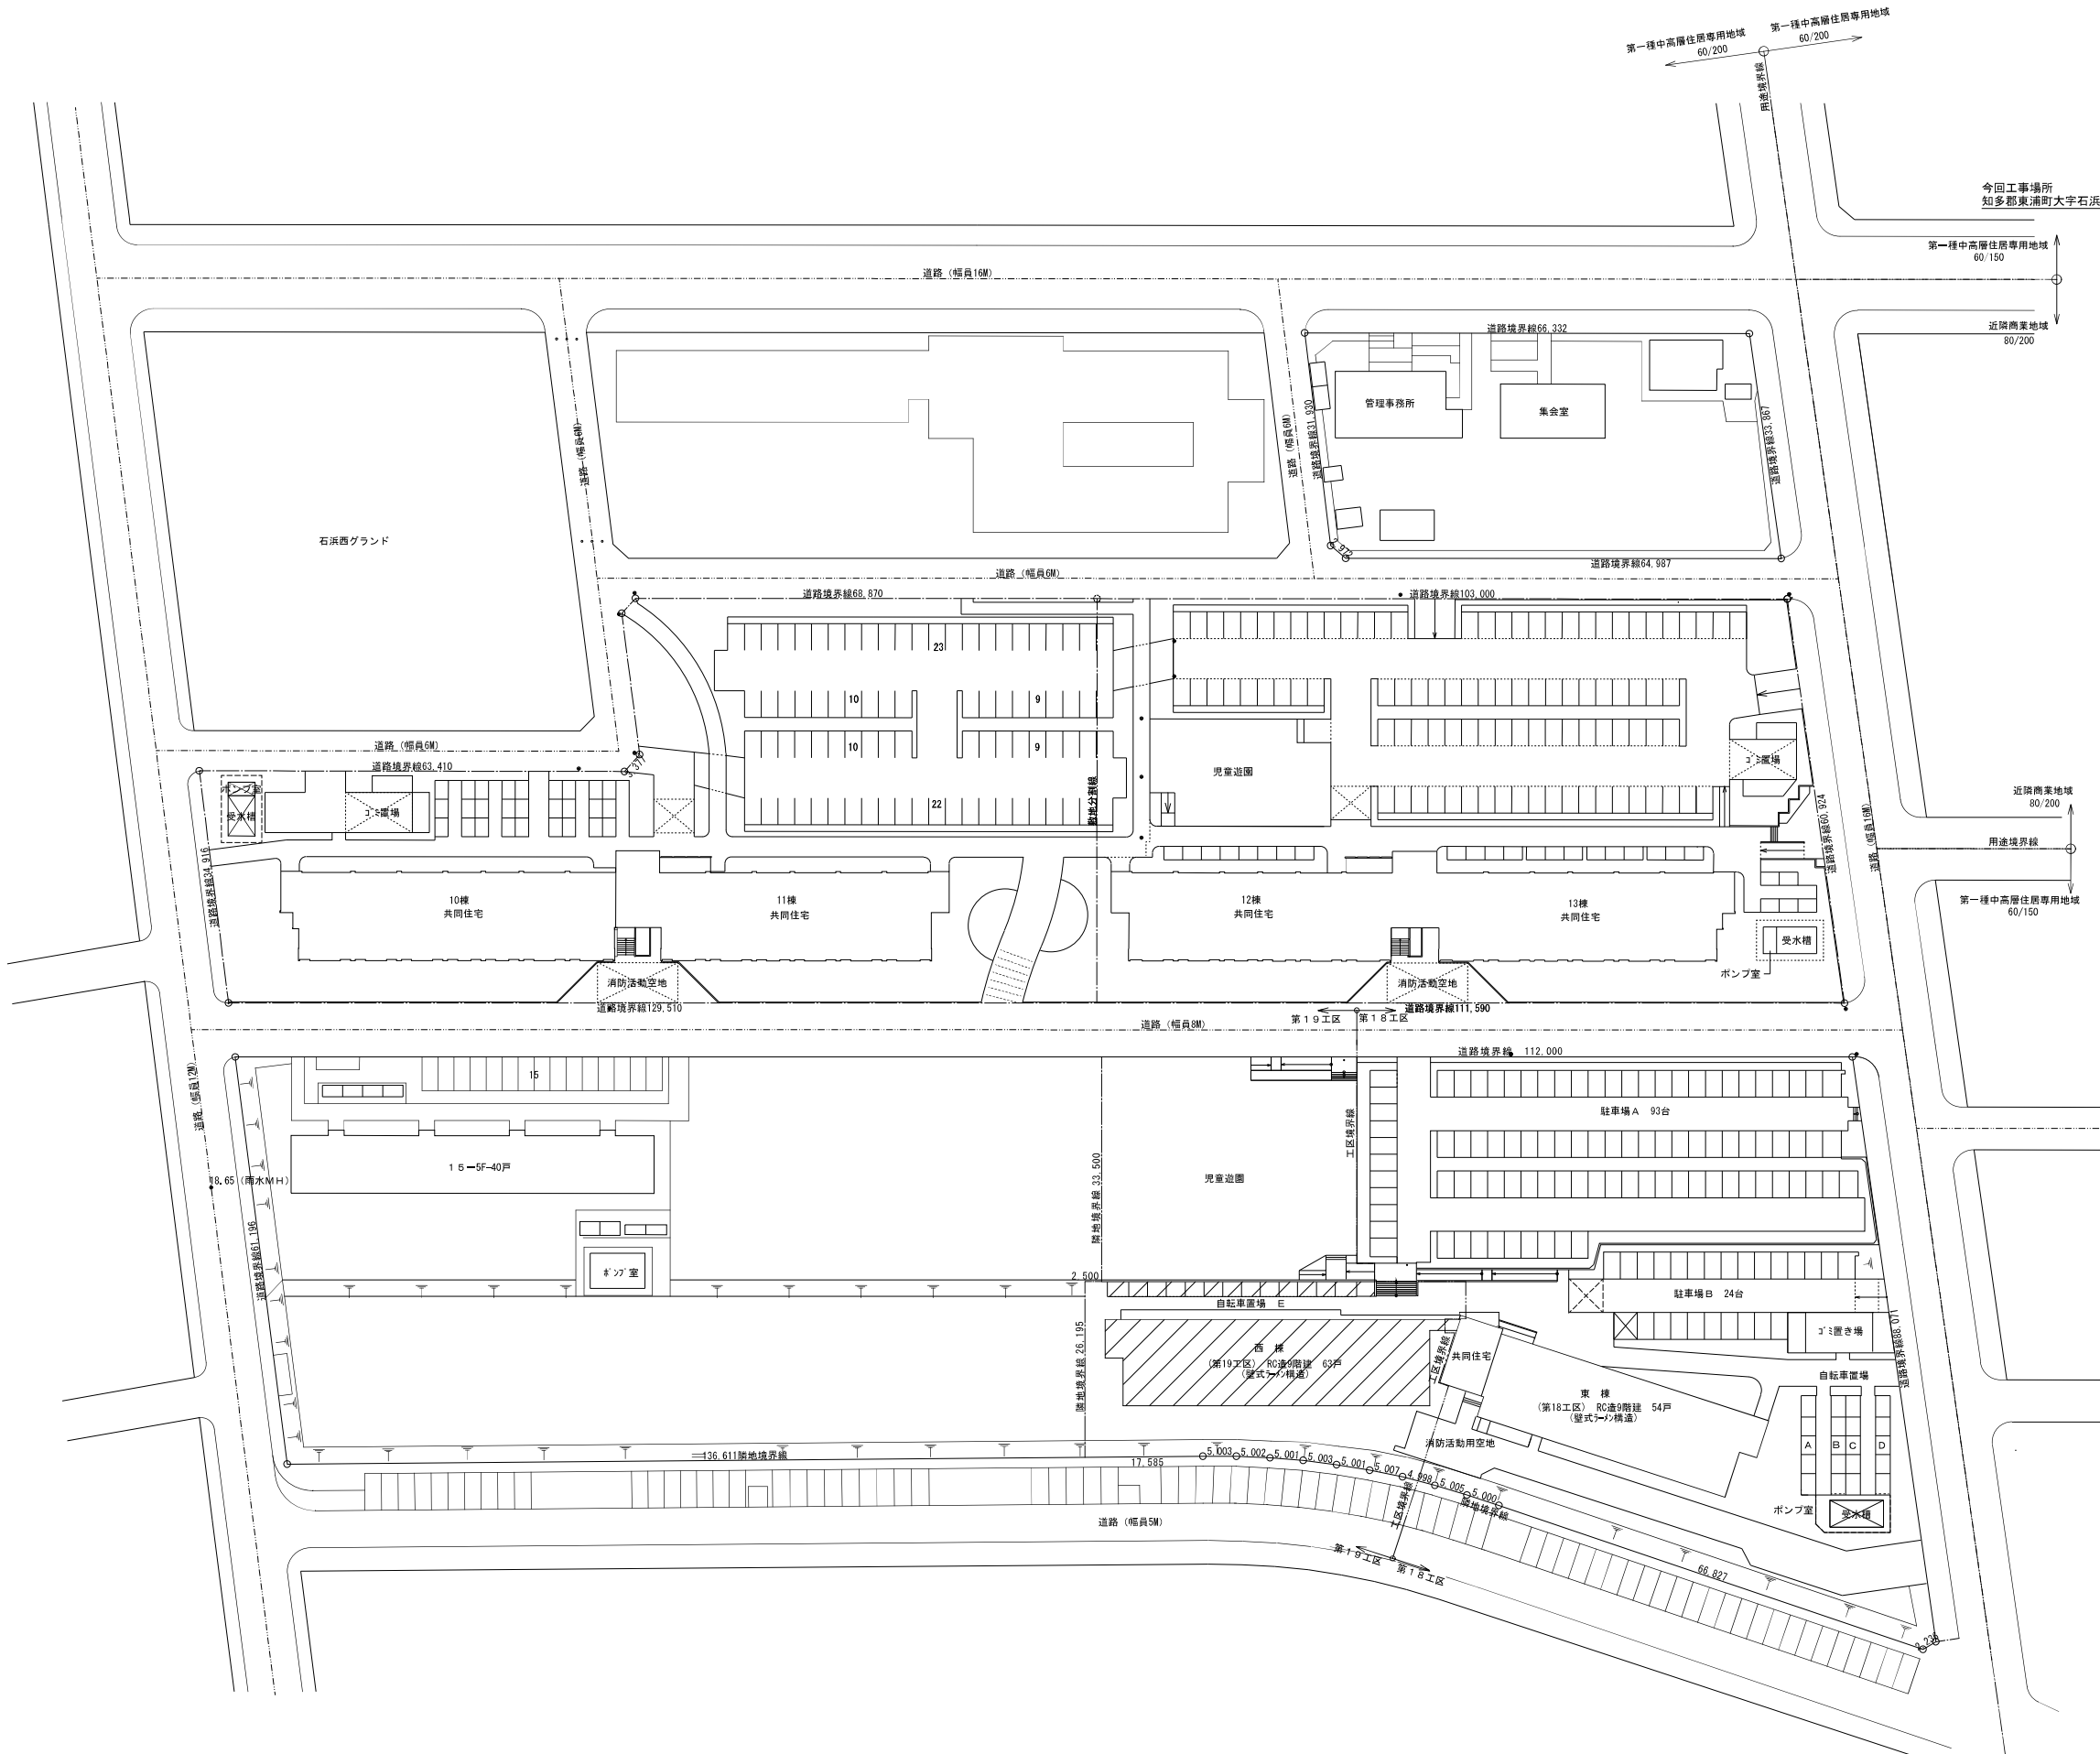 第一種中高層住居専用地域
60/200
第一種中高層住居専用地域
60/200
用途境界線
今回工事場所
知多郡東浦町大字石浜
第一種中高層住居専用地域
60/150
道路（幅員16M）
近隣商業地域
80/200
道路境界線66,332
管理事務所
集会室
道路（幅員6M）
道路（幅員6M）
道路境界線31,930
道路境界線33,867
石浜西グランド
2,972
道路境界線64,987
道路（幅員6M）
道路境界線68,870
道路境界線103,000
23
10
9
10
9
22
敷地分割線
道路（幅員6M）
道路境界線63,410
3,377
児童遊園
ｺﾞﾐ置場
ポンプ室
受水槽
ｺﾞﾐ置場
近隣商業地域
80/200
用途境界線
第一種中高層住居専用地域
60/150
道路境界線60,924
道路（幅員16M）
道路境界線34,916
10棟
共同住宅
11棟
共同住宅
12棟
共同住宅
13棟
共同住宅
受水槽
ポンプ室
消防活動空地
消防活動空地
道路境界線129,510
道路境界線111,590
第１９工区
第１８工区
道路（幅員8M）
道路境界線　112,000
道路（幅員12M）
15
１５ー5F-40戸
駐車場Ａ　93台
工区境界線
隣地境界線 33,500
児童遊園
18.65（雨水ＭＨ）
道路境界線61,196
ﾎﾟﾝﾌﾟ室
2,500
自転車置場　Ｅ
駐車場Ｂ　24台
ｺﾞﾐ置き場
道路境界線88,071
隣地境界線 26,195
西　棟
（第19工区）　RC造9階建　63戸
（壁式ﾗｰﾒﾝ構造）
工区境界線
共同住宅
自転車置場
東　棟
（第18工区）　RC造9階建　54戸
（壁式ﾗｰﾒﾝ構造）
消防活動用空地
A
B
C
D
136,611隣地境界線
17,585
5,003
5,002
5,001
5,003
5,001
5,007
4,998
5,005
5,000
隣地境界線
工区境界線
ポンプ室
受水槽
道路（幅員5M）
第１９工区
第１８工区
66,827